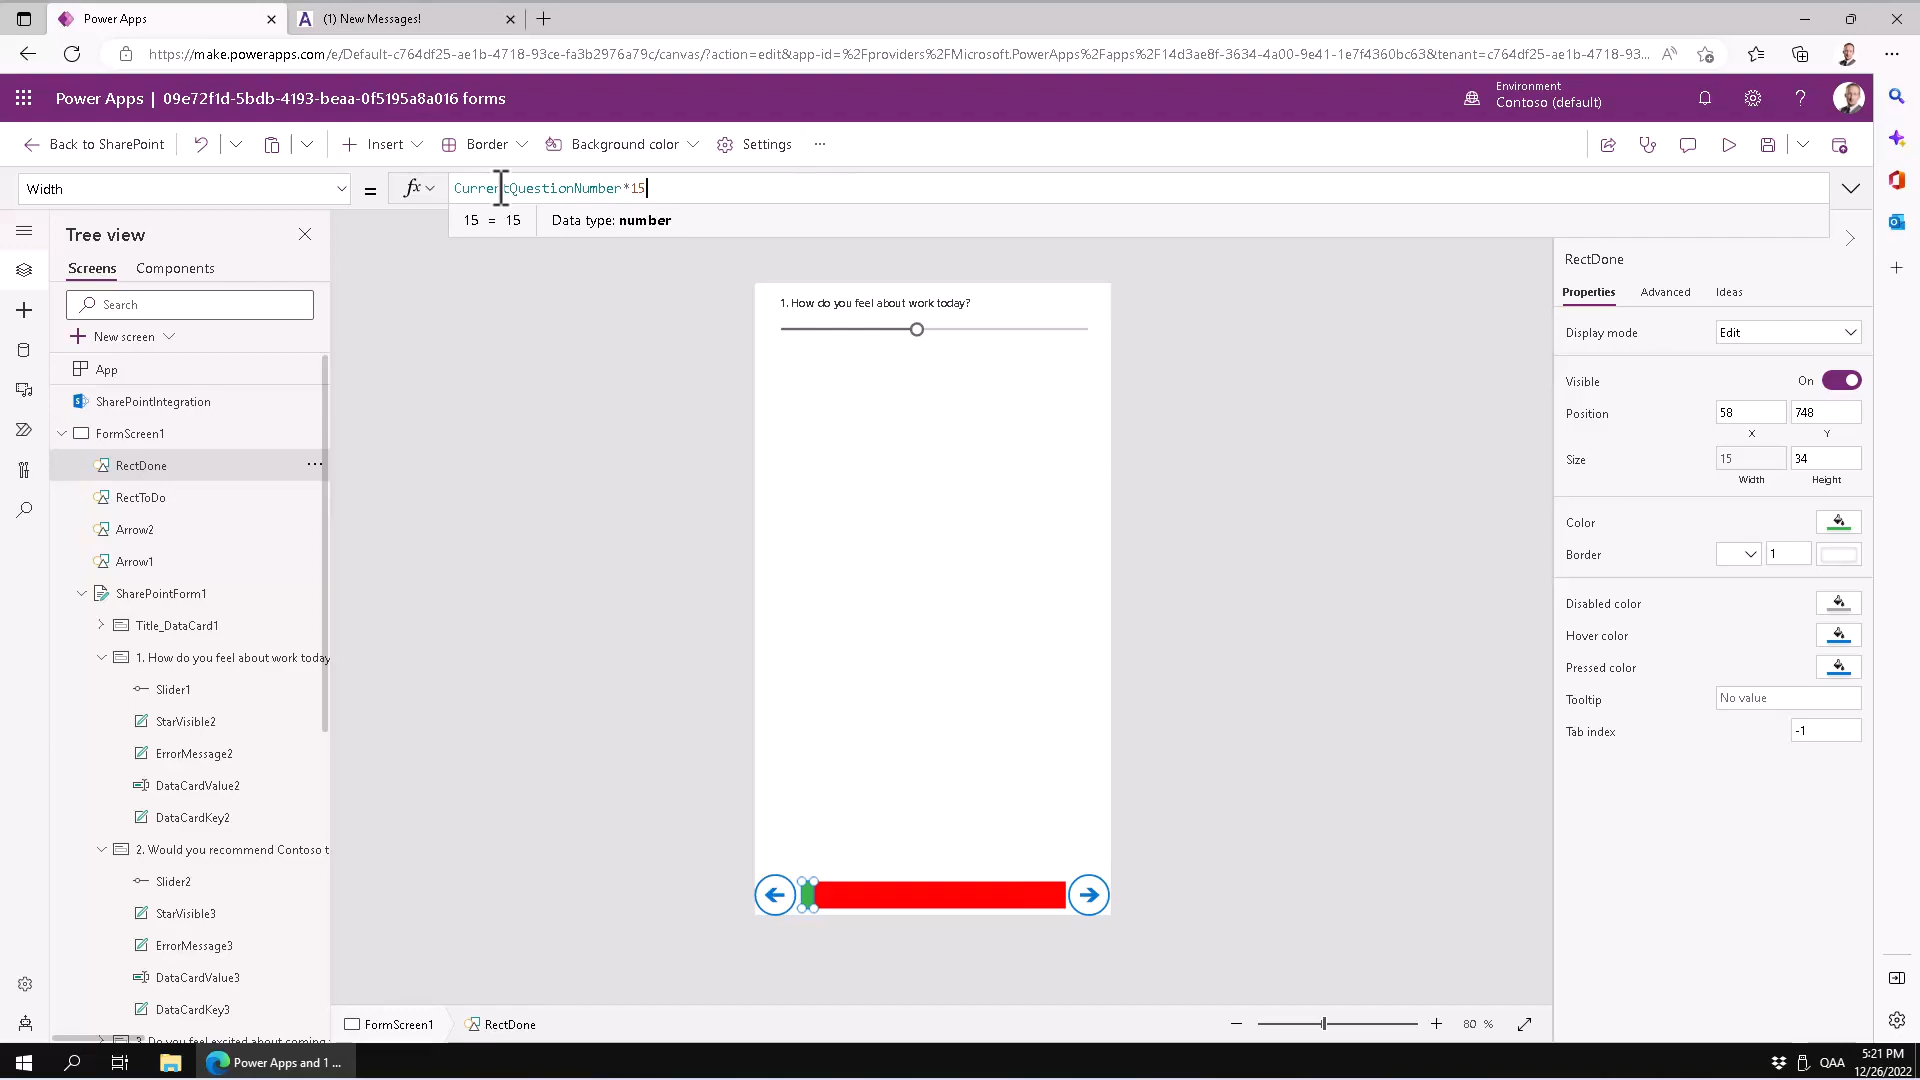 Power Apps
(1) New Messages!
https://make.powerapps.com/e/Default-c764df25-ae1b-4718-93ce-fa3b2976a79c/canvas/?action=edit&app-id=%2Fproviders%2FMicrosoft.PowerApps%2Fapps%2F14d3ae8f-3634-4a00-9e41-1e7f4360bc63&tenant=c764df25-ae1b-4718-93...
Power Apps | 09e72f1d-5bdb-4193-beaa-0f5195a8a016 forms
Environment
Contoso (default)
Back to SharePoint
Insert
Border
Background color
Settings
Width
=
fx
CurrentQuestionNumber*15
15 = 15
Data type: number
Tree view
Screens
Components
Search
New screen
App
SharePointIntegration
FormScreen1
RectDone
RectToDo
Arrow2
Arrow1
SharePointForm1
Title_DataCard1
1. How do you feel about work today
Slider1
StarVisible2
ErrorMessage2
DataCardValue2
DataCardKey2
2. Would you recommend Contoso t
Slider2
StarVisible3
ErrorMessage3
DataCardValue3
DataCardKey3
3. Do you feel excited about coming
1. How do you feel about work today?
RectDone
Properties
Advanced
Ideas
Display mode
Edit
Visible
On
Position
58
748
X
Y
Size
15
34
Width
Height
Color
Border
1
Disabled color
Hover color
Pressed color
Tooltip
No value
Tab index
-1
FormScreen1
RectDone
80 %
Power Apps and 1 ...
QAA
5:21 PM
12/26/2022